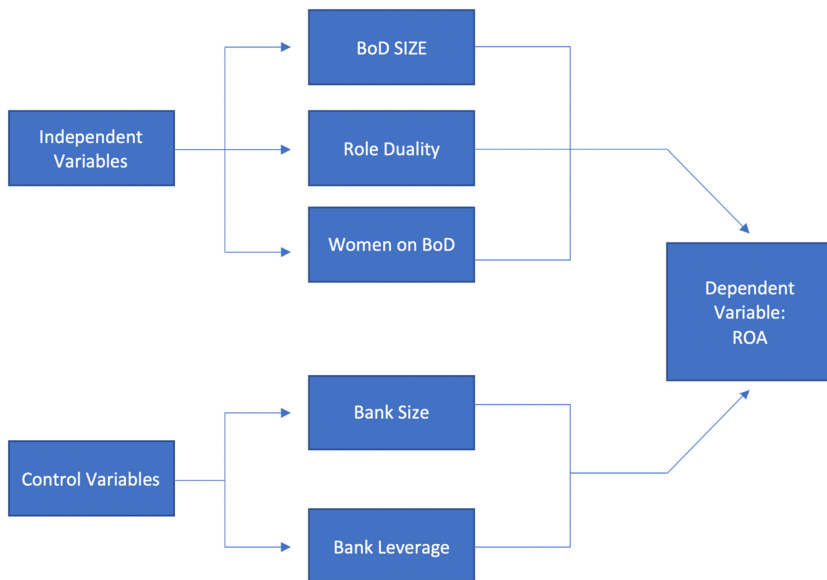 BoD SIZE
Independent
Variables
Role Duality
Women on BoD
Dependent
Variable:
ROA
Bank Size
Control Variables
Bank Leverage